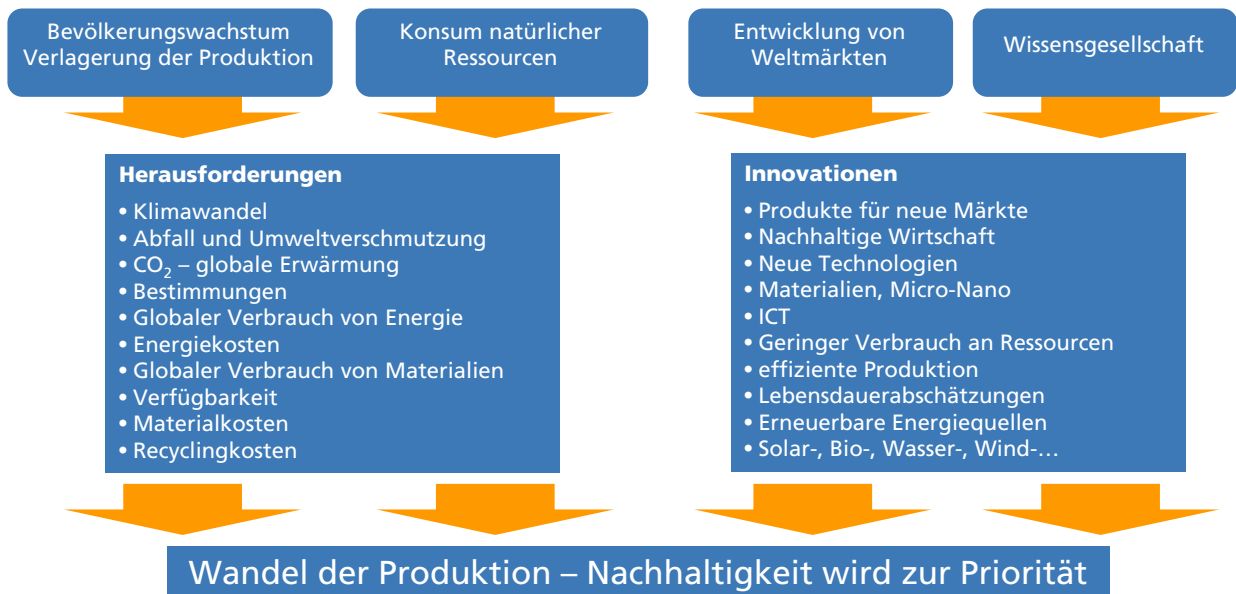 Bevölkerungswachstum
Verlagerung der Produktion
Konsum natürlicher
Ressourcen
Entwicklung von
Weltmärkten
Wissensgesellschaft
Herausforderungen
• Klimawandel
• Abfall und Umweltverschmutzung
• CO₂ – globale Erwärmung
• Bestimmungen
• Globaler Verbrauch von Energie
• Energiekosten
• Globaler Verbrauch von Materialien
• Verfügbarkeit
• Materialkosten
• Recyclingkosten
Innovationen
• Produkte für neue Märkte
• Nachhaltige Wirtschaft
• Neue Technologien
• Materialien, Micro-Nano
• ICT
• Geringer Verbrauch an Ressourcen
• effiziente Produktion
• Lebensdauerabschätzungen
• Erneuerbare Energiequellen
• Solar-, Bio-, Wasser-, Wind-…
Wandel der Produktion – Nachhaltigkeit wird zur Priorität